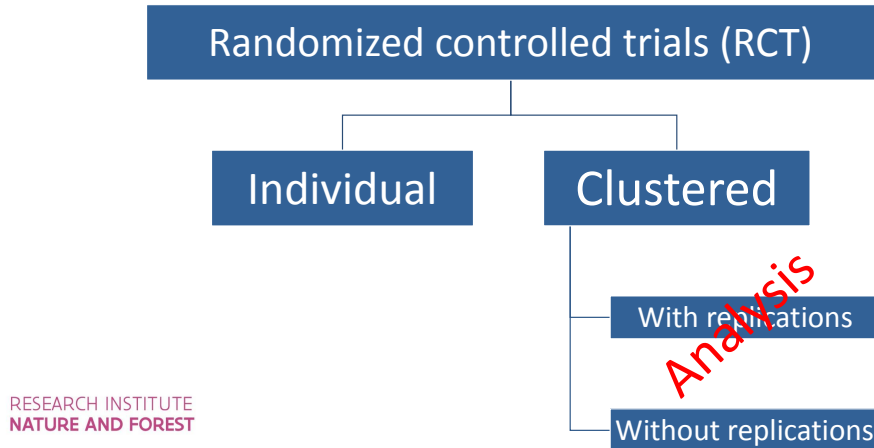 Randomized controlled trials (RCT)
Individual
Clustered
Analysis
With replications
Without replications
RESEARCH INSTITUTE
NATURE AND FOREST